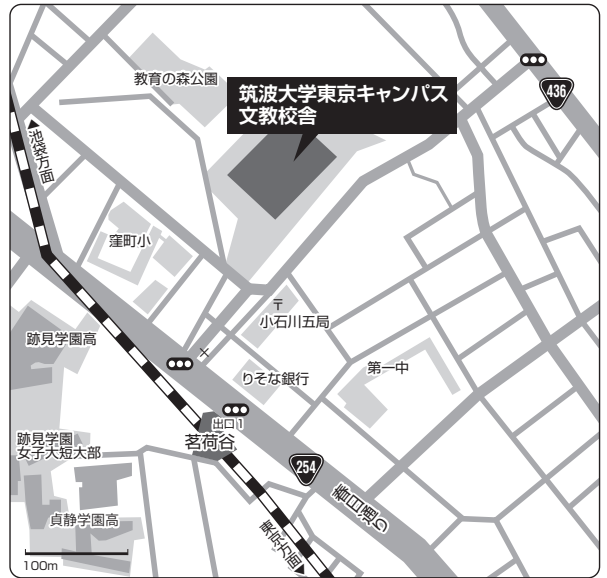 教育の森公園
筑波大学東京キャンパス
文教校舎
436
◀池袋方面
窪町小
〒
小石川五局
跡見学園高
りそな銀行
第一中
出口1
茗荷谷
跡見学園
女子大短大部
254
春日通り
貞静学園高
東京方面▶
100m